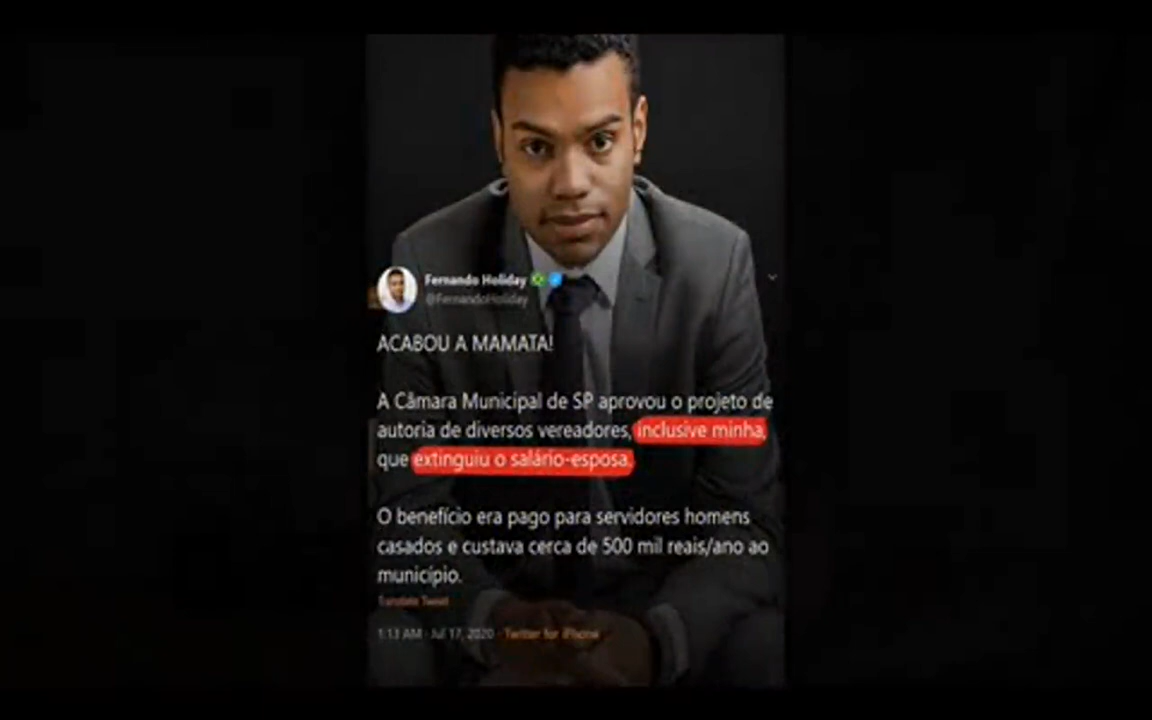 Fernando Holiday
@FernandoHoliday
ACABOU A MAMATA!
A Câmara Municipal de SP aprovou o projeto de
autoria de diversos vereadores, inclusive minha,
que extinguiu o salário-esposa.
O benefício era pago para servidores homens
casados e custava cerca de 500 mil reais/ano ao
município.
Translate Tweet
1:13 AM · Jul 17, 2020 · Twitter for iPhone